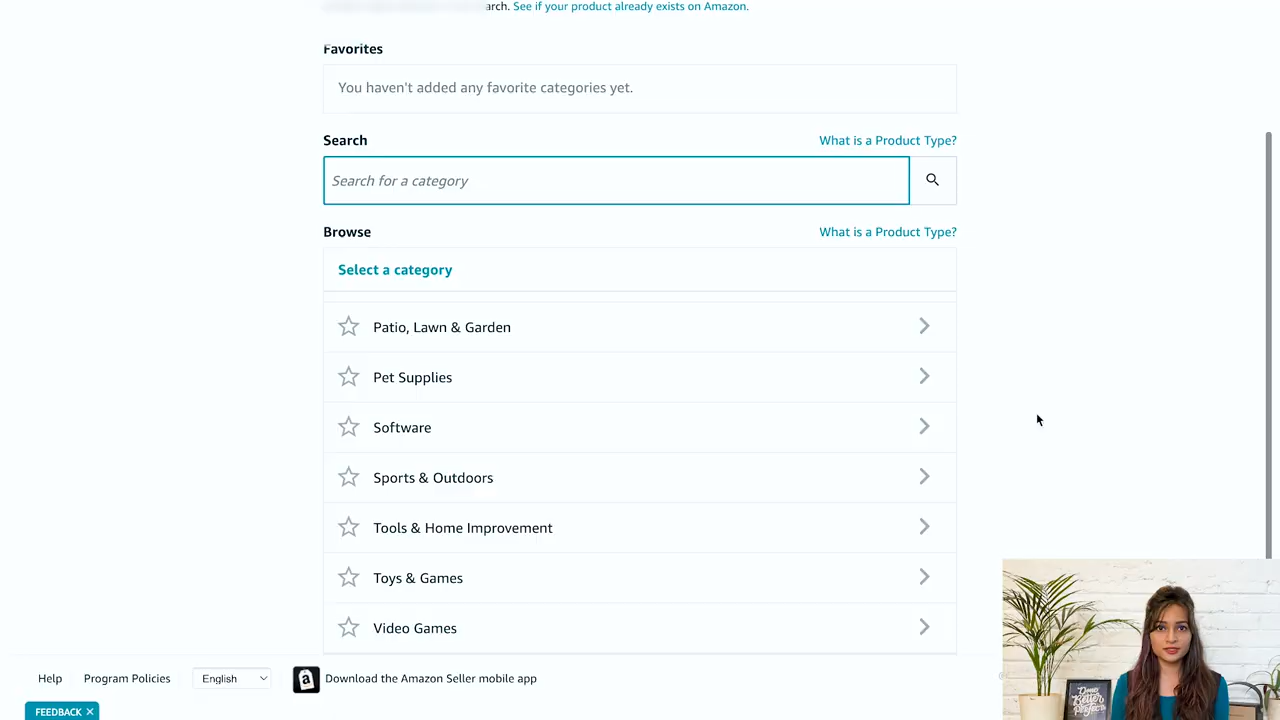 arch. See if your product already exists on Amazon.
Favorites
You haven't added any favorite categories yet.
Search
What is a Product Type?
Search for a category
Browse
What is a Product Type?
Select a category
Patio, Lawn & Garden
Pet Supplies
Software
Sports & Outdoors
Tools & Home Improvement
Toys & Games
Video Games
Help
Program Policies
English
a
Download the Amazon Seller mobile app
FEEDBACK ×
Done
Better